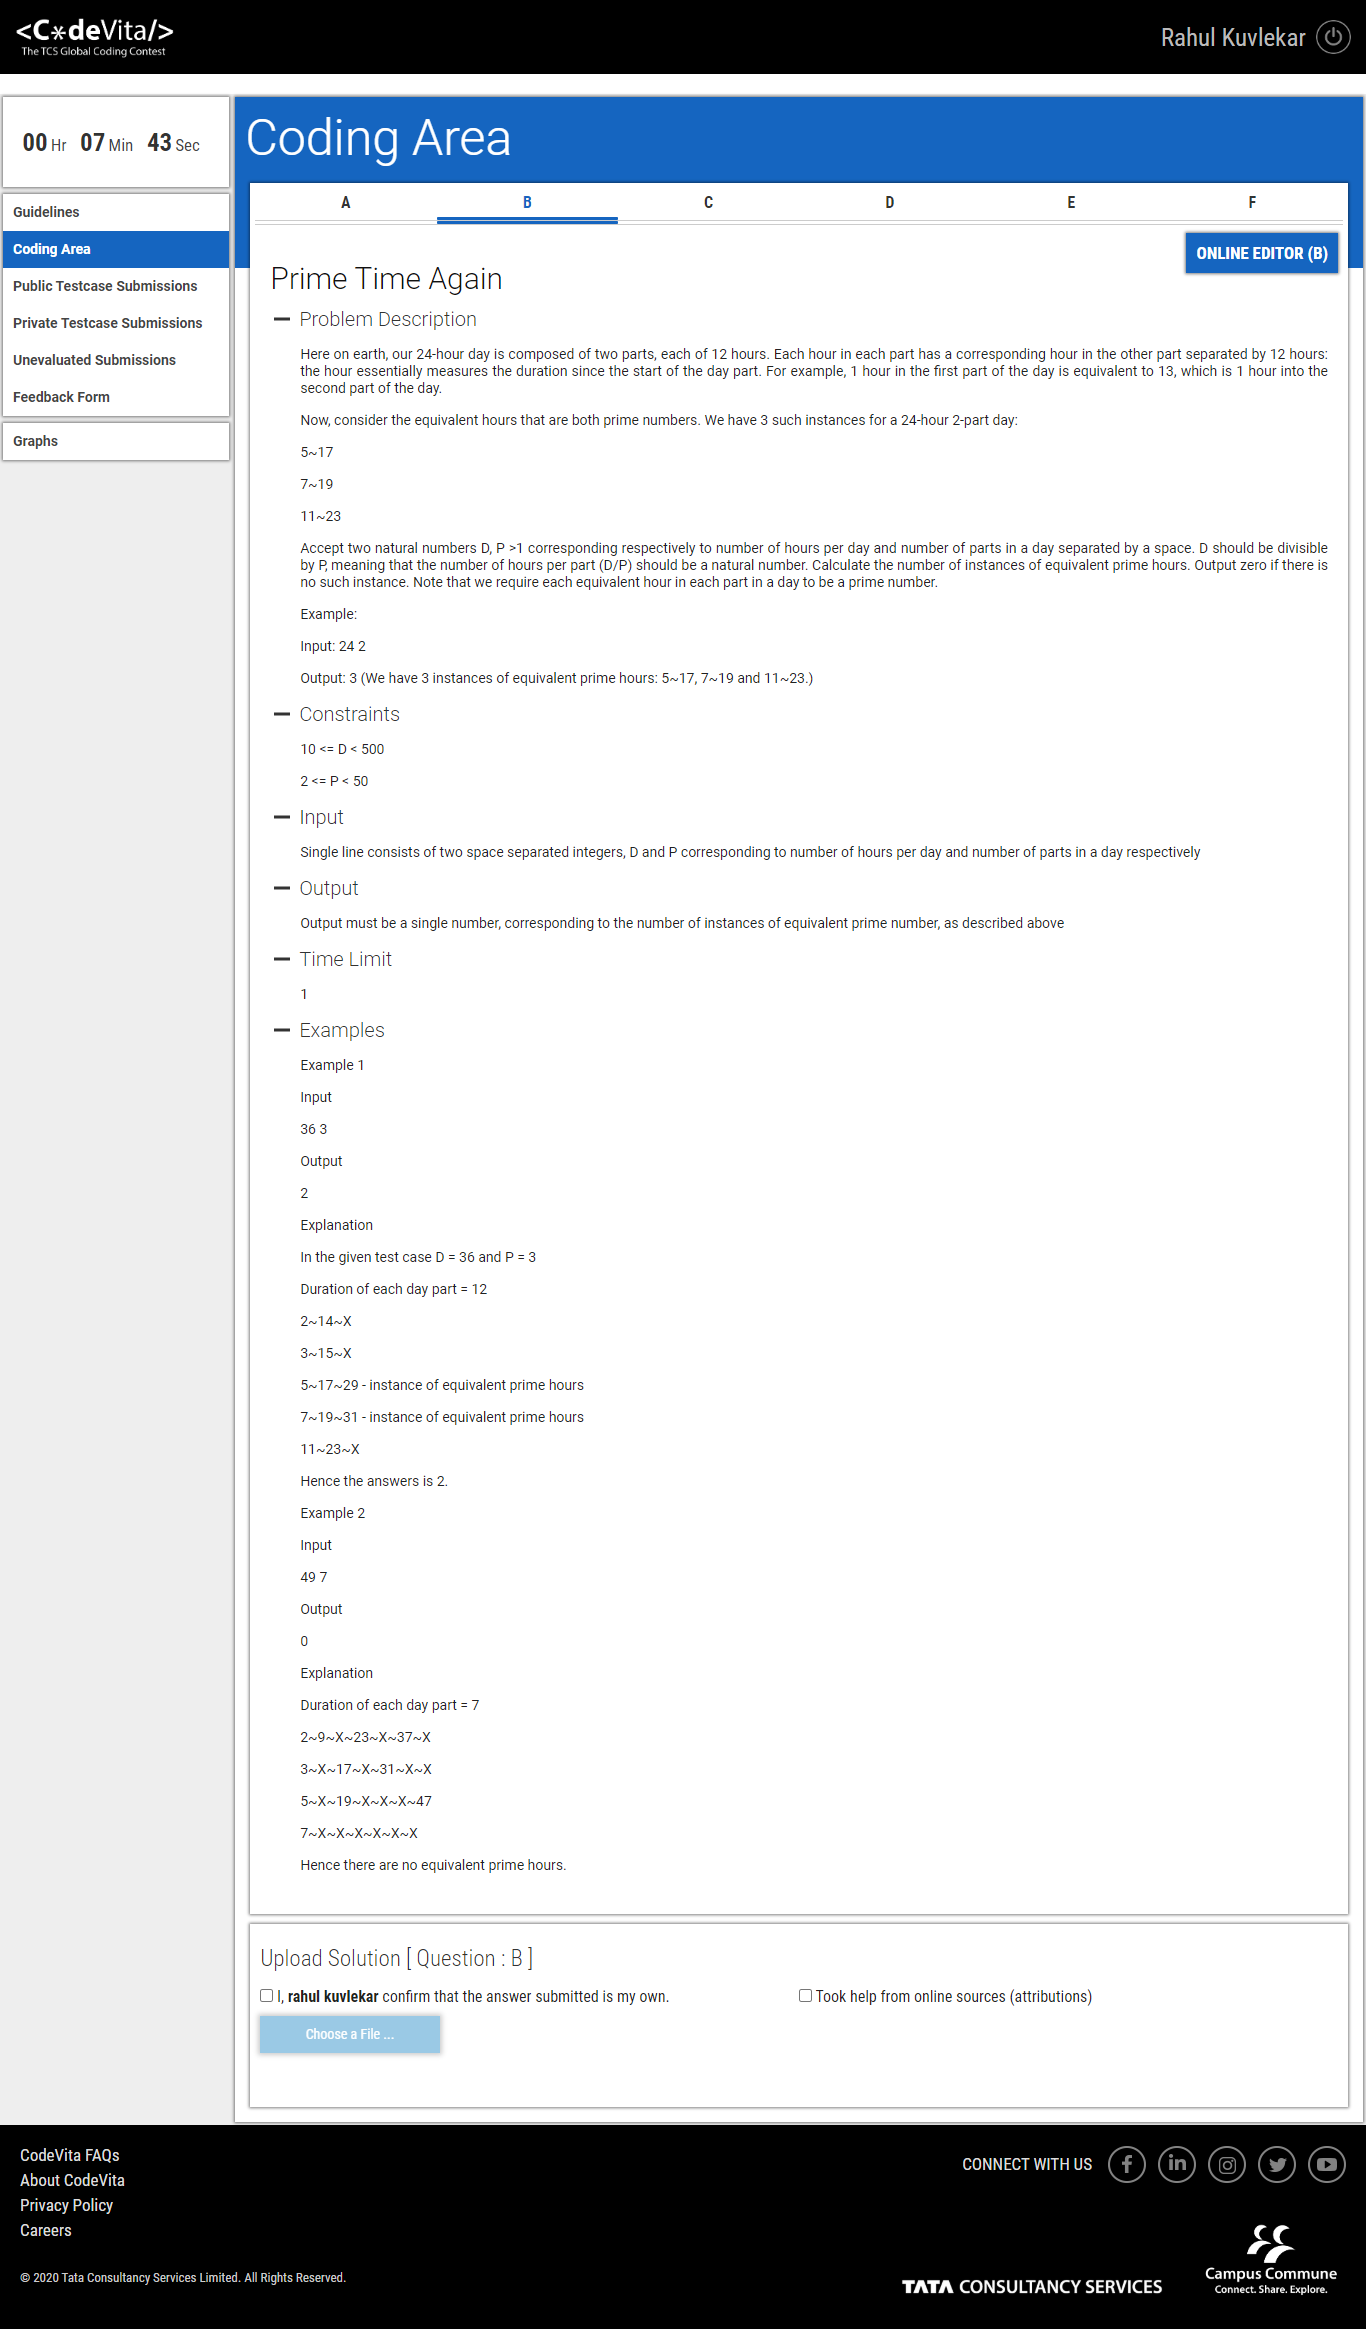 <C*deVita/>
The TCS Global Coding Contest
Rahul Kuvlekar
00 Hr 07 Min 43 Sec
Guidelines
Coding Area
Public Testcase Submissions
Private Testcase Submissions
Unevaluated Submissions
Feedback Form
Graphs
Coding Area
A B C D E F
ONLINE EDITOR (B)
Prime Time Again
Problem Description
Here on earth, our 24-hour day is composed of two parts, each of 12 hours. Each hour in each part has a corresponding hour in the other part separated by 12 hours:
the hour essentially measures the duration since the start of the day part. For example, 1 hour in the first part of the day is equivalent to 13, which is 1 hour into the
second part of the day.
Now, consider the equivalent hours that are both prime numbers. We have 3 such instances for a 24-hour 2-part day:
5~17
7~19
11~23
Accept two natural numbers D, P >1 corresponding respectively to number of hours per day and number of parts in a day separated by a space. D should be divisible
by P, meaning that the number of hours per part (D/P) should be a natural number. Calculate the number of instances of equivalent prime hours. Output zero if there is
no such instance. Note that we require each equivalent hour in each part in a day to be a prime number.
Example:
Input: 24 2
Output: 3 (We have 3 instances of equivalent prime hours: 5~17, 7~19 and 11~23.)
Constraints
10 <= D < 500
2 <= P < 50
Input
Single line consists of two space separated integers, D and P corresponding to number of hours per day and number of parts in a day respectively
Output
Output must be a single number, corresponding to the number of instances of equivalent prime number, as described above
Time Limit
1
Examples
Example 1
Input
36 3
Output
2
Explanation
In the given test case D = 36 and P = 3
Duration of each day part = 12
2~14~X
3~15~X
5~17~29 - instance of equivalent prime hours
7~19~31 - instance of equivalent prime hours
11~23~X
Hence the answers is 2.
Example 2
Input
49 7
Output
0
Explanation
Duration of each day part = 7
2~9~X~23~X~37~X
3~X~17~X~31~X~X
5~X~19~X~X~X~47
7~X~X~X~X~X~X
Hence there are no equivalent prime hours.
Upload Solution [ Question : B ]
I, rahul kuvlekar confirm that the answer submitted is my own.
Took help from online sources (attributions)
Choose a File ...
CodeVita FAQs
About CodeVita
Privacy Policy
Careers
CONNECT WITH US
© 2020 Tata Consultancy Services Limited. All Rights Reserved.
TATA CONSULTANCY SERVICES
Campus Commune
Connect. Share. Explore.